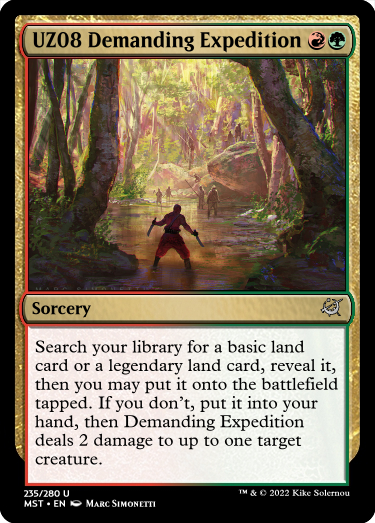 UZ08 Demanding Expedition
MARC SIMONETTI
Sorcery
Search your library for a basic land
card or a legendary land card, reveal it,
then you may put it onto the battlefield
tapped. If you don't, put it into your
hand, then Demanding Expedition
deals 2 damage to up to one target
creature.
235/280 U
MST • EN Marc Simonetti
™ & © 2022 Kike Solernou